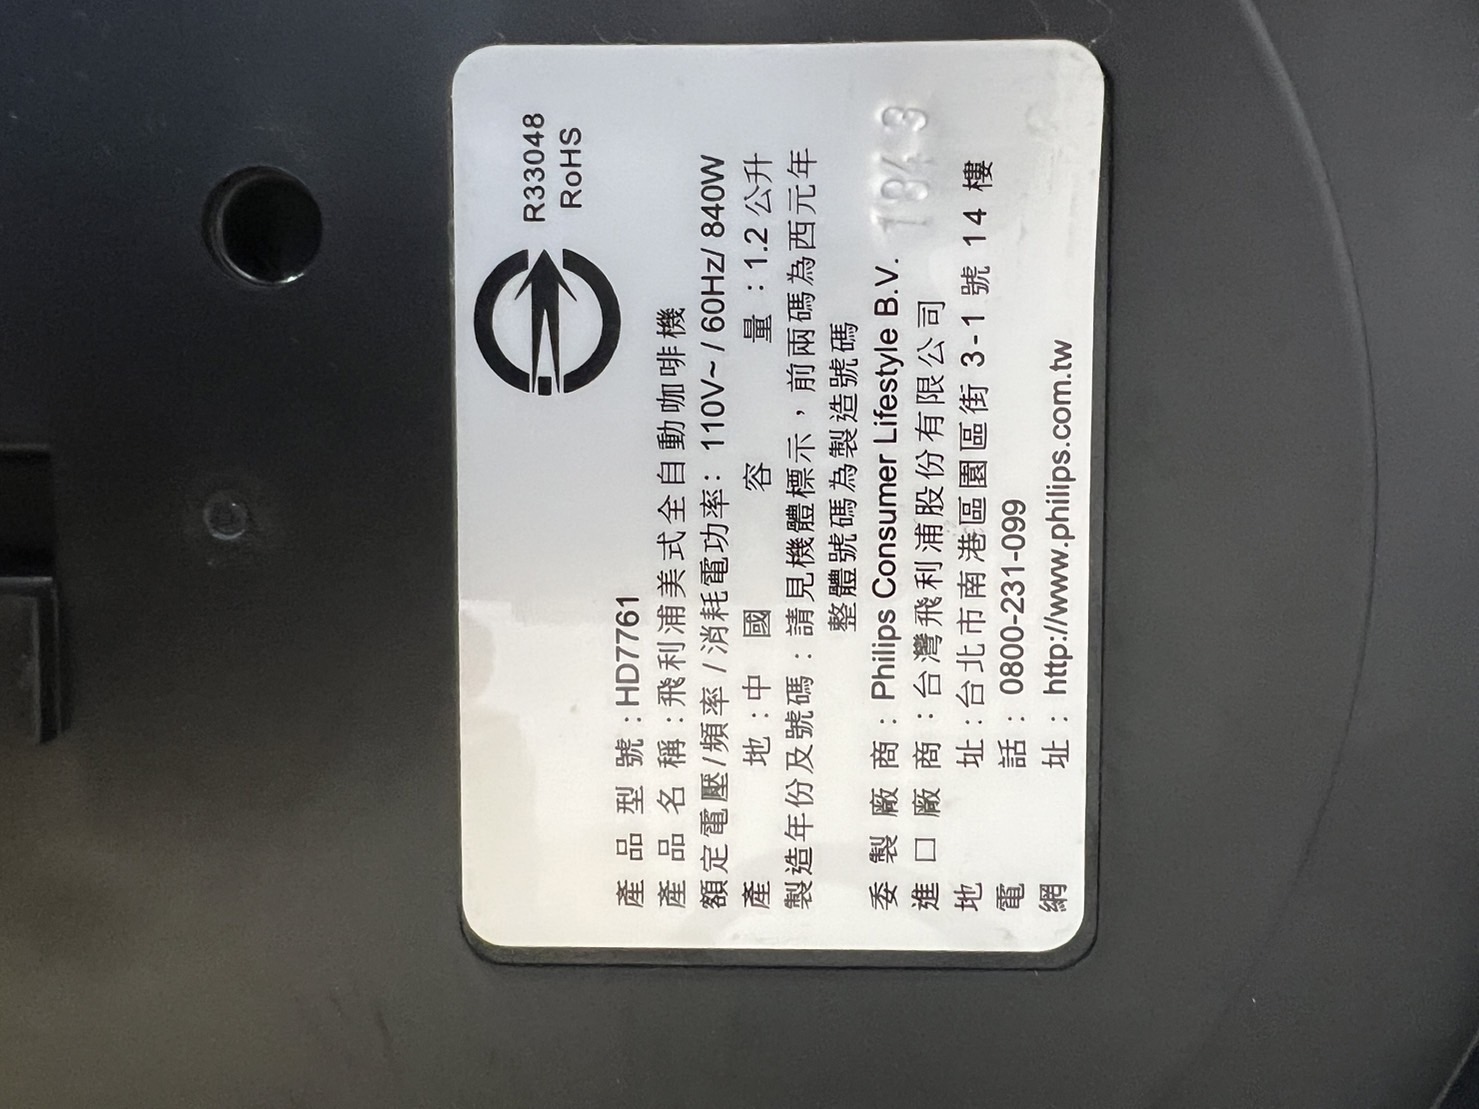 R33048
RoHS
產品型號:HD7761
產品名稱:飛利浦美式全自動咖啡機
額定電壓/頻率/消耗電功率: 110V~/60Hz/840W
產地:中國 容量:1.2公升
製造年份及號碼:請見機體標示,前兩碼為西元年
整體號碼為製造號碼
委製廠商: Philips Consumer Lifestyle B.V. 1843
進口廠商:台灣飛利浦股份有限公司
地址:台北市南港區園區街 3-1 號 14 樓
電話: 0800-231-099
網址: http://www.philips.com.tw